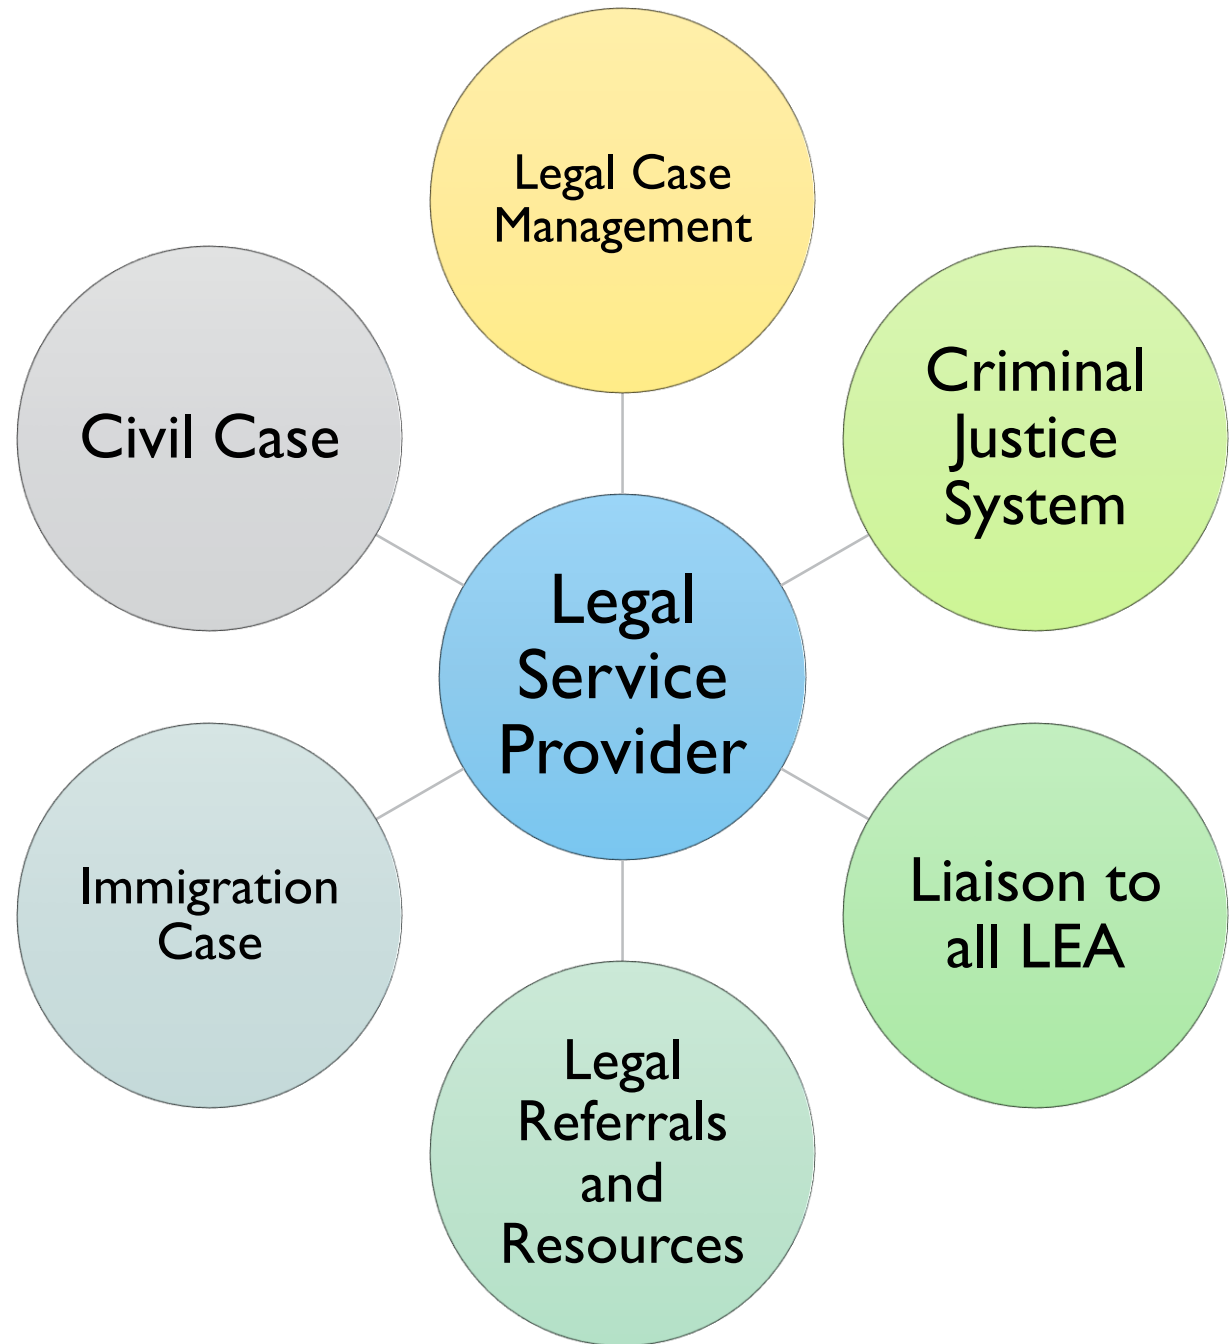 Legal Case
Management
Criminal
Justice
System
Liaison to
all LEA
Legal
Referrals
and
Resources
Immigration
Case
Civil Case
Legal
Service
Provider